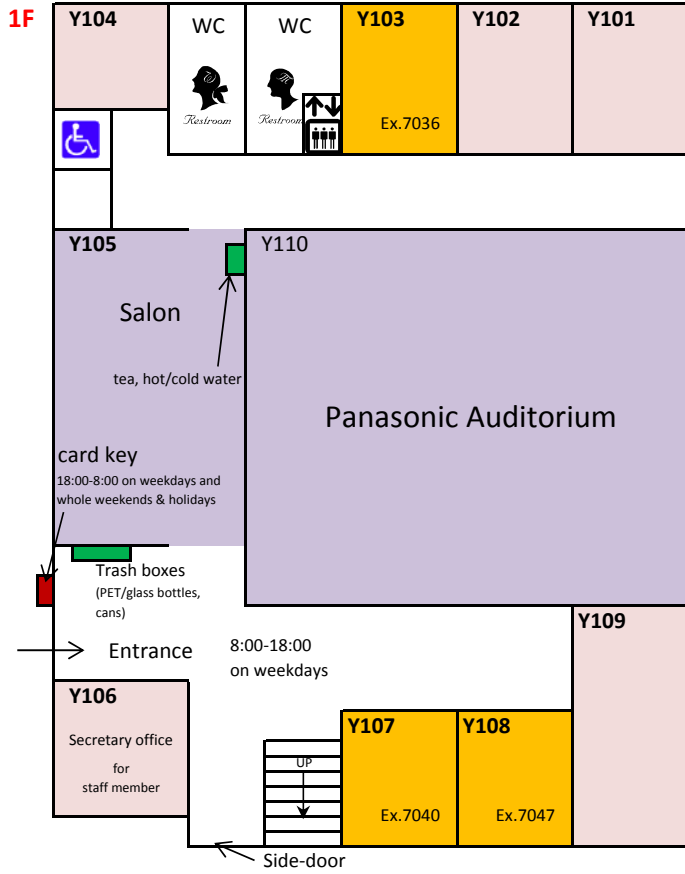 1F
Y104
WC
WC
Y103
Y102
Y101
Restroom
Restroom
Ex.7036
Y105
Y110
Salon
tea, hot/cold water
Panasonic Auditorium
card key
18:00-8:00 on weekdays and
whole weekends & holidays
Trash boxes
(PET/glass bottles,
cans)
Entrance
8:00-18:00
on weekdays
Y109
Y106
Secretary office
for
staff member
UP
Y107
Y108
Ex.7040
Ex.7047
Side-door